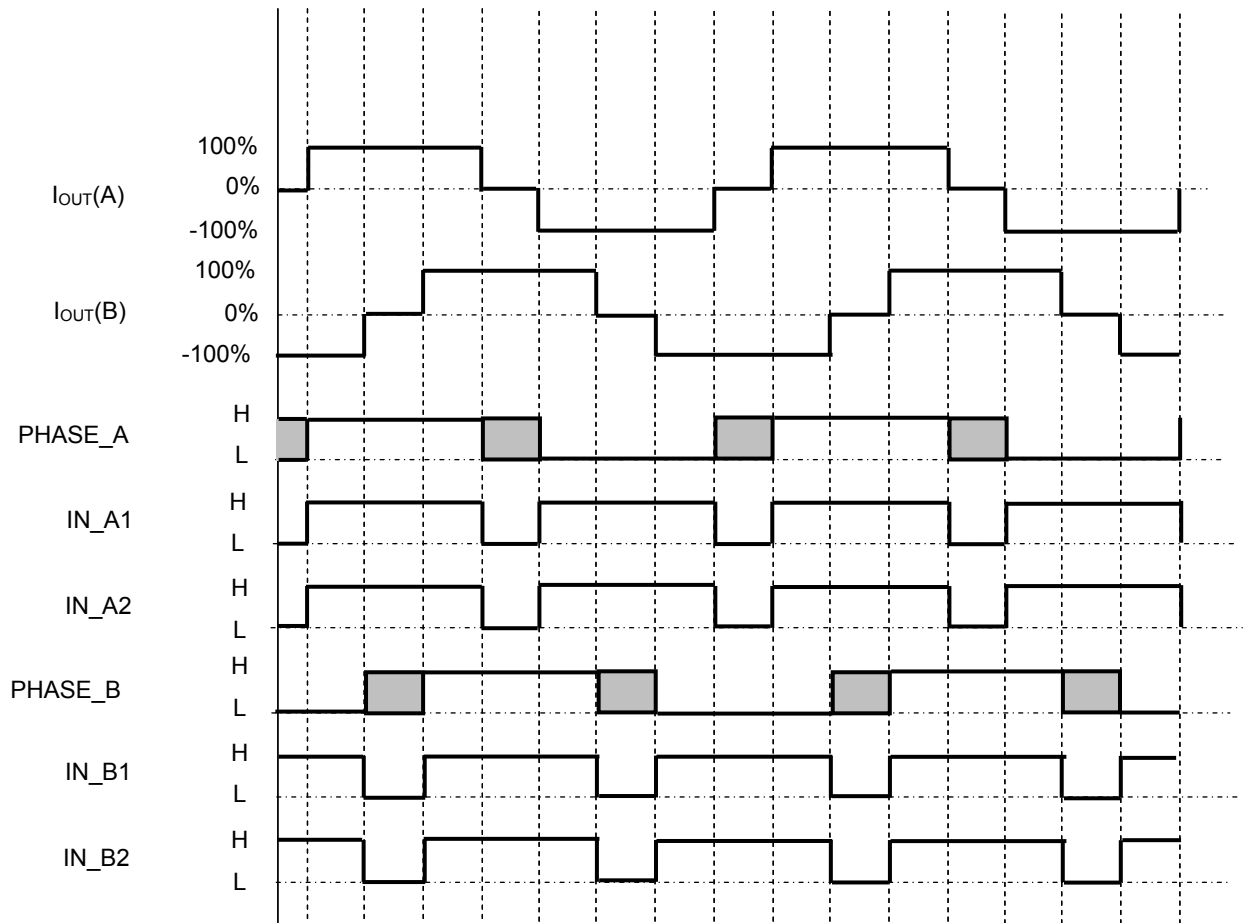 100%
0%
IOUT(A)
-100%
100%
IOUT(B)
0%
-100%
H
PHASE_A
L
H
IN_A1
L
H
IN_A2
L
H
PHASE_B
L
H
IN_B1
L
H
IN_B2
L